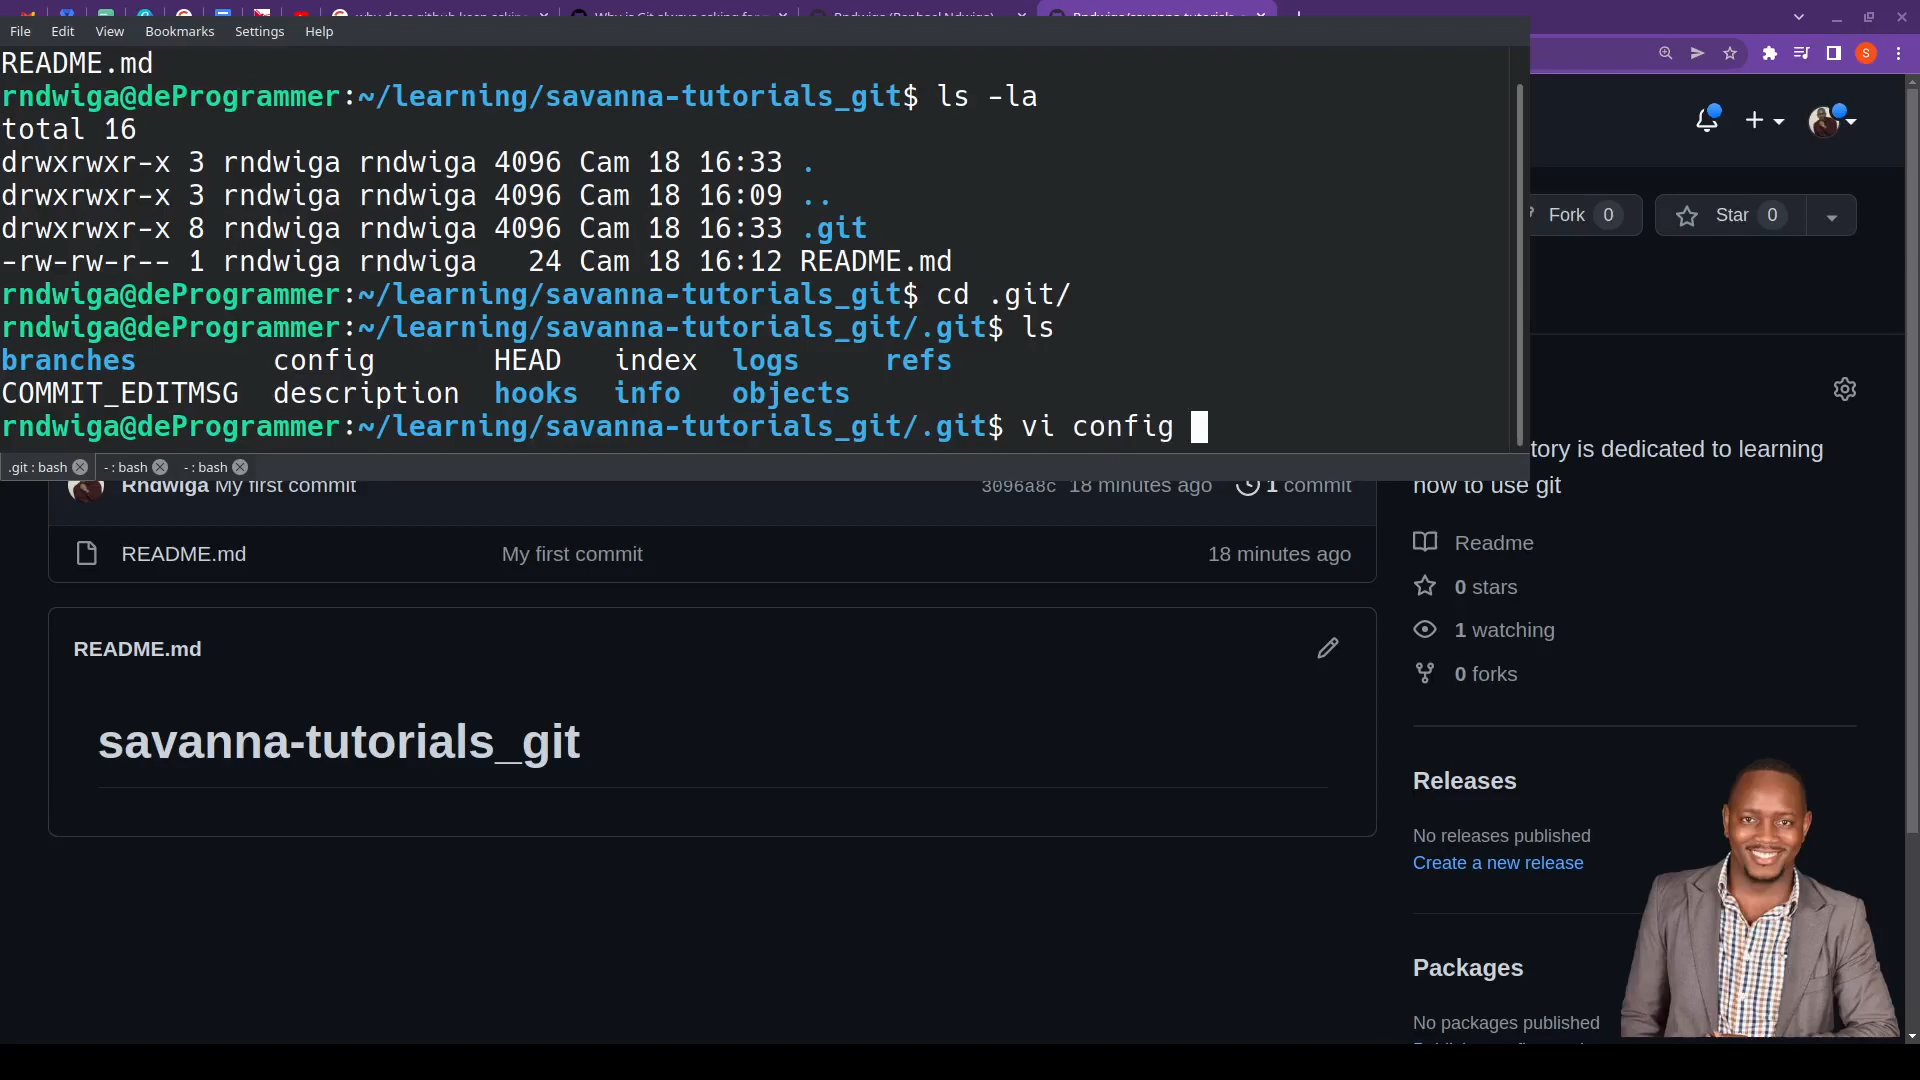 File Edit View Bookmarks Settings Help
README.md
rndwiga@deProgrammer:~/learning/savanna-tutorials_git$ ls -la
total 16
drwxrwxr-x 3 rndwiga rndwiga 4096 Cam 18 16:33 .
drwxrwxr-x 3 rndwiga rndwiga 4096 Cam 18 16:09 ..
drwxrwxr-x 8 rndwiga rndwiga 4096 Cam 18 16:33 .git
-rw-rw-r-- 1 rndwiga rndwiga 24 Cam 18 16:12 README.md
rndwiga@deProgrammer:~/learning/savanna-tutorials_git$ cd .git/
rndwiga@deProgrammer:~/learning/savanna-tutorials_git/.git$ ls
branches config HEAD index logs refs
COMMIT_EDITMSG description hooks info objects
rndwiga@deProgrammer:~/learning/savanna-tutorials_git/.git$ vi config
.git : bash - : bash - : bash
S
Fork 0 Star 0
Rndwiga My first commit 3096a8c 18 minutes ago 1 commit
README.md My first commit 18 minutes ago
README.md
savanna-tutorials_git
tory is dedicated to learning
how to use git
Readme
0 stars
1 watching
0 forks
Releases
No releases published
Create a new release
Packages
No packages published